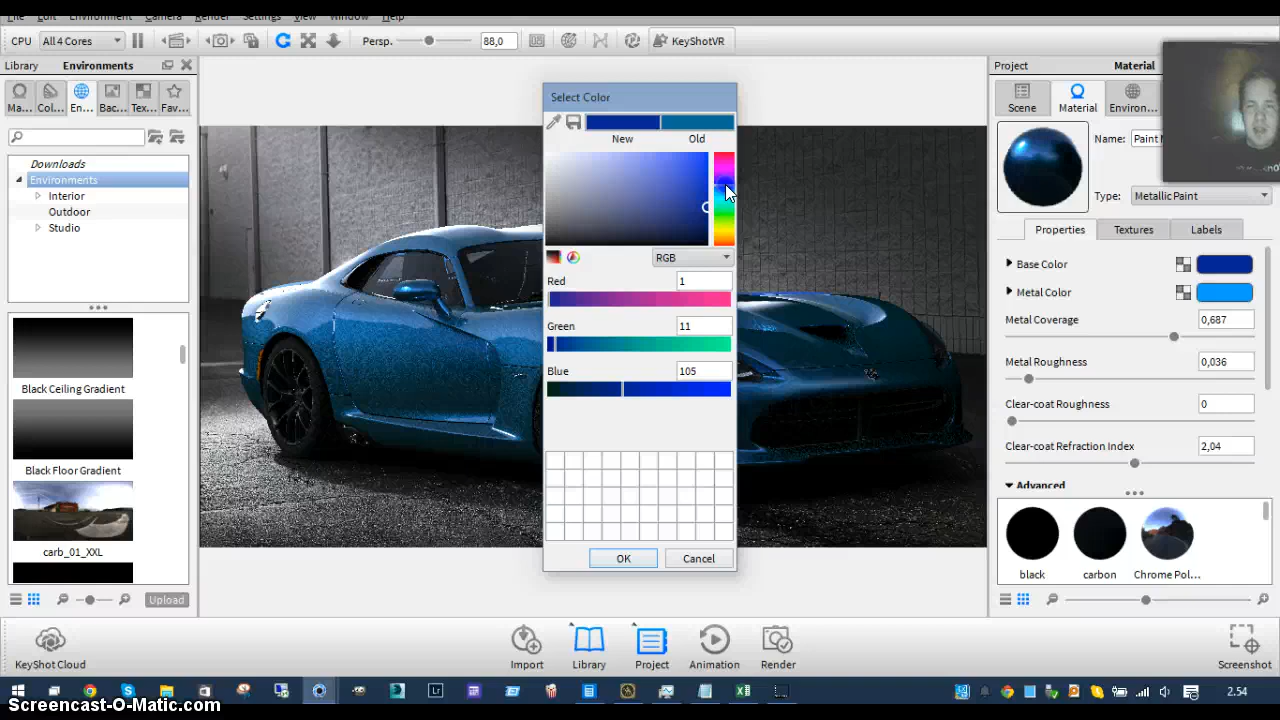 File Edit Environment Camera Render Settings View Window Help
CPU All 4 Cores Persp. 88,0 KeyShotVR
Library Environments
Ma... Col... En... Bac... Tex... Fav...
Downloads
Environments
Interior
Outdoor
Studio
Black Ceiling Gradient
Black Floor Gradient
carb_01_XXL
Upload
Select Color
New Old
RGB
Red 1
Green 11
Blue 105
OK Cancel
Project Material
Scene Material Environ...
Name: Paint
Type: Metallic Paint
Properties Textures Labels
Base Color
Metal Color
Metal Coverage 0,687
Metal Roughness 0,036
Clear-coat Roughness 0
Clear-coat Refraction Index 2,04
Advanced
black carbon Chrome Pol...
KeyShot Cloud Import Library Project Animation Render Screenshot
2.54
Screencast-O-Matic.com